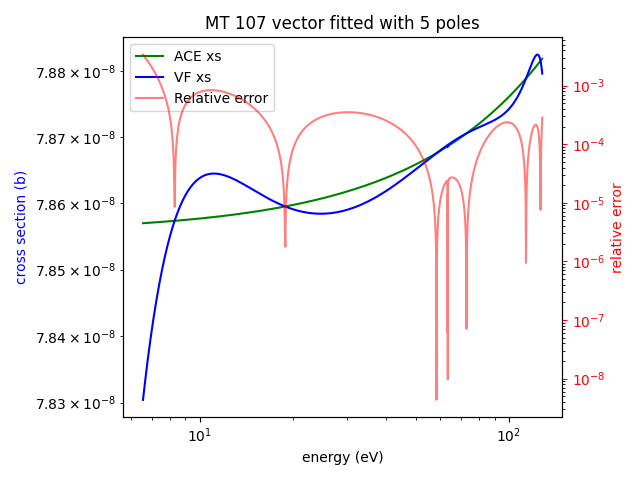 MT 107 vector fitted with 5 poles
ACE xs
VF xs
Relative error
7.88 × 10⁻⁸
7.87 × 10⁻⁸
7.86 × 10⁻⁸
7.85 × 10⁻⁸
7.84 × 10⁻⁸
7.83 × 10⁻⁸
cross section (b)
10⁻³
10⁻⁴
10⁻⁵
10⁻⁶
10⁻⁷
10⁻⁸
relative error
10¹ 10²
energy (eV)